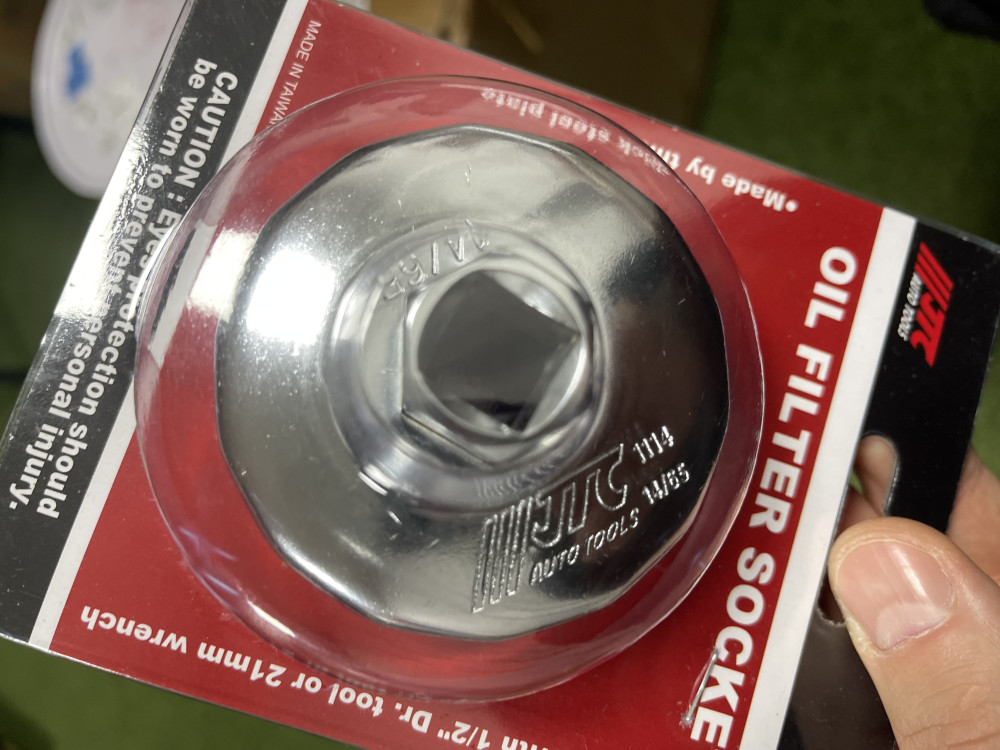 JTC
AUTO TOOLS
OIL FILTER SOCKE
•Made by thick steel plate
MADE IN TAIWAN
CAUTION : Eyes protection should
be worn to prevent personal injury.
14/65
JTC
AUTO TOOLS
1114
14/65
with 1/2" Dr. tool or 21mm wrench